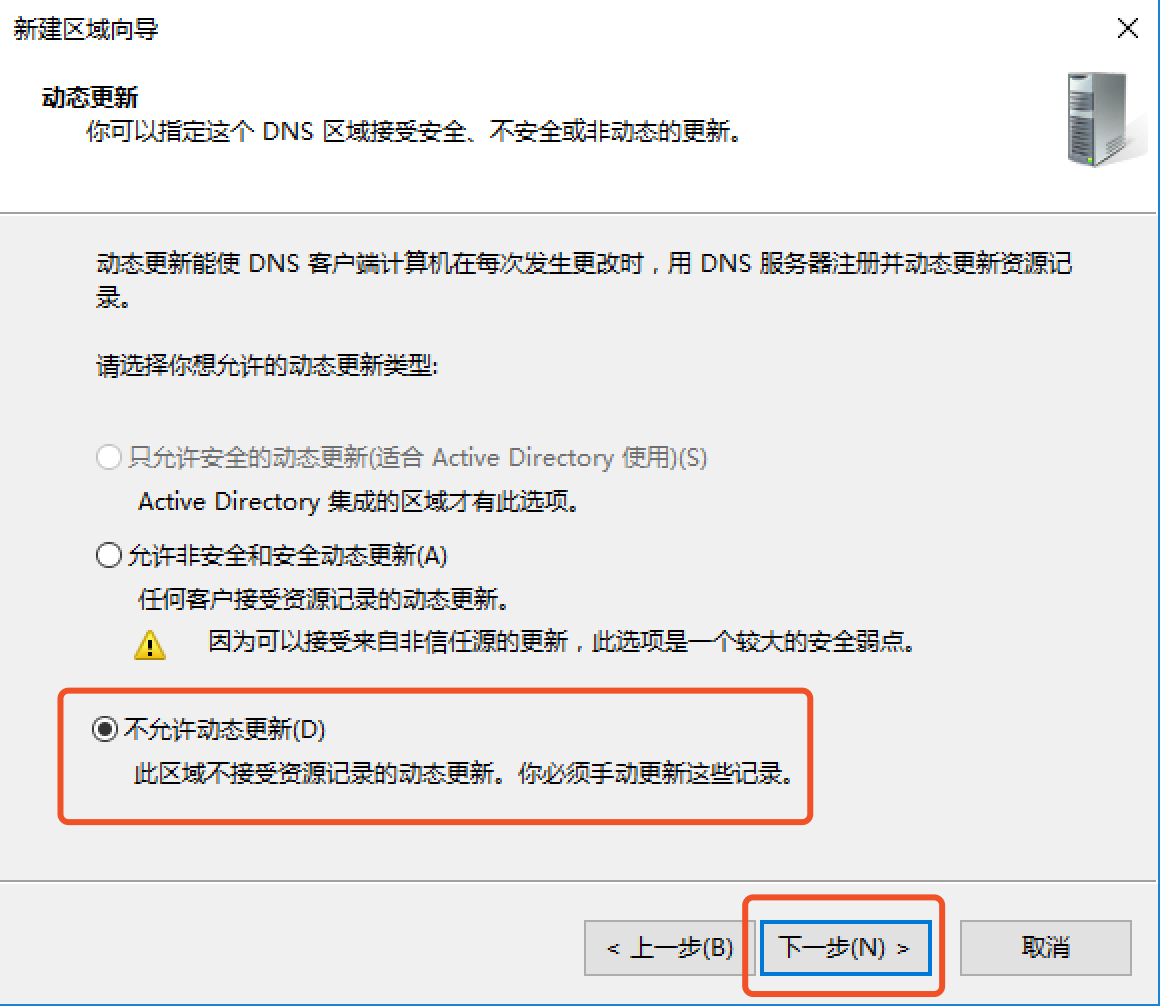 新建区域向导
动态更新
你可以指定这个 DNS 区域接受安全、不安全或非动态的更新。
动态更新能使 DNS 客户端计算机在每次发生更改时，用 DNS 服务器注册并动态更新资源记
录。
请选择你想允许的动态更新类型:
只允许安全的动态更新(适合 Active Directory 使用)(S)
Active Directory 集成的区域才有此选项。
允许非安全和安全动态更新(A)
任何客户接受资源记录的动态更新。
因为可以接受来自非信任源的更新，此选项是一个较大的安全弱点。
不允许动态更新(D)
此区域不接受资源记录的动态更新。你必须手动更新这些记录。
< 上一步(B) 下一步(N) > 取消